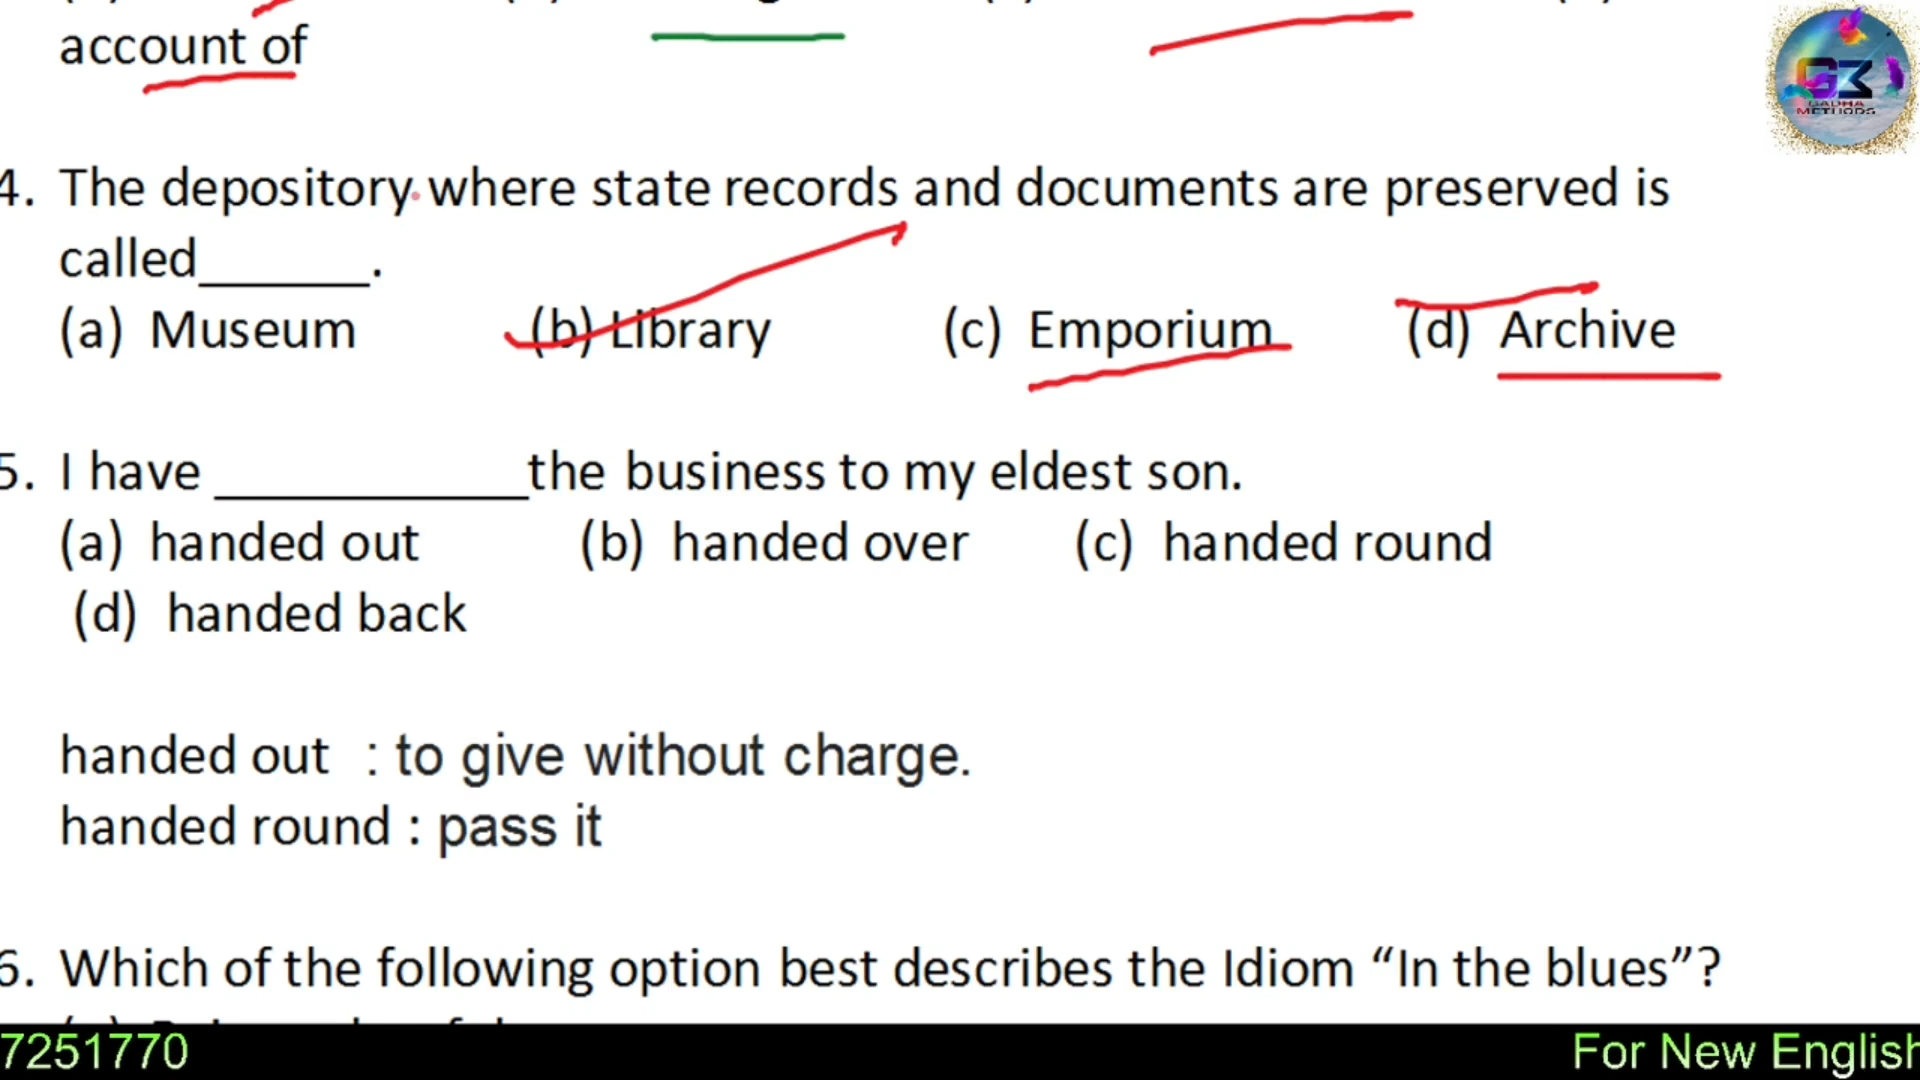 account of
GADHA
METHODS
4. The depository where state records and documents are preserved is
called______.
(a) Museum (b) Library (c) Emporium (d) Archive
5. I have ___________the business to my eldest son.
(a) handed out (b) handed over (c) handed round
(d) handed back
handed out : to give without charge.
handed round : pass it
6. Which of the following option best describes the Idiom “In the blues”?
7251770 For New English